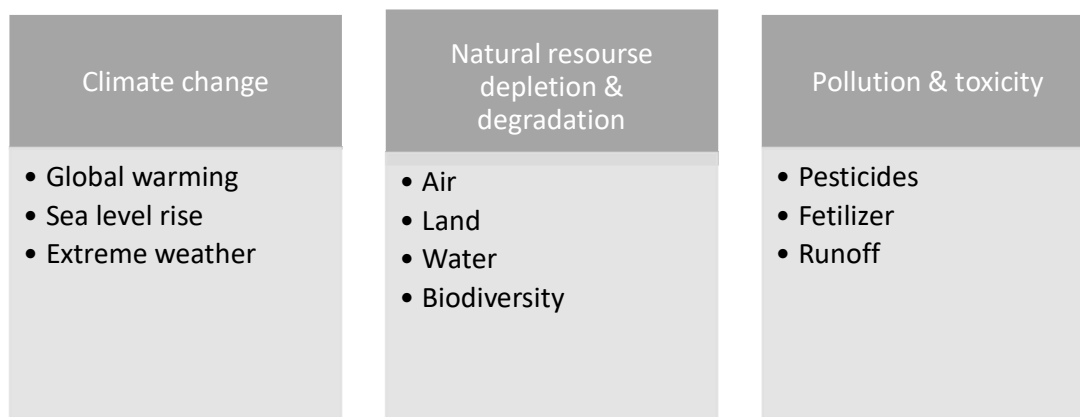 Climate change
• Global warming
• Sea level rise
• Extreme weather
Natural resourse
depletion &
degradation
• Air
• Land
• Water
• Biodiversity
Pollution & toxicity
• Pesticides
• Fetilizer
• Runoff